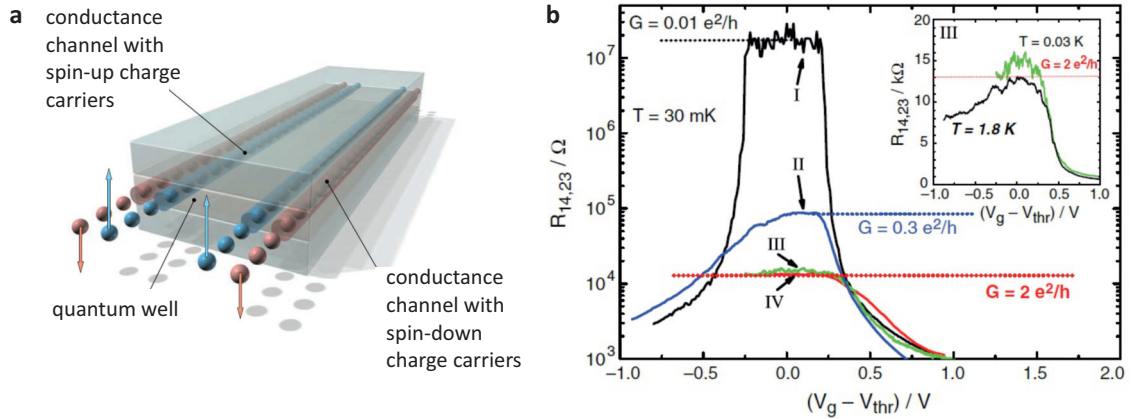 a
conductance
channel with
spin-up charge
carriers
quantum well
conductance
channel with
spin-down
charge carriers
b
G = 0.01 e²/h
T = 30 mK
I
II
G = 0.3 e²/h
III
IV
G = 2 e²/h
R14,23 / Ω
10⁷
10⁶
10⁵
10⁴
10³
−1.0 −0.5 0.0 0.5 1.0 1.5 2.0
(Vg − Vthr) / V
III
T = 0.03 K
G = 2 e²/h
T = 1.8 K
R14,23 / kΩ
20
15
10
5
0
−1.0 −0.5 0.0 0.5 1.0
(Vg − Vthr) / V